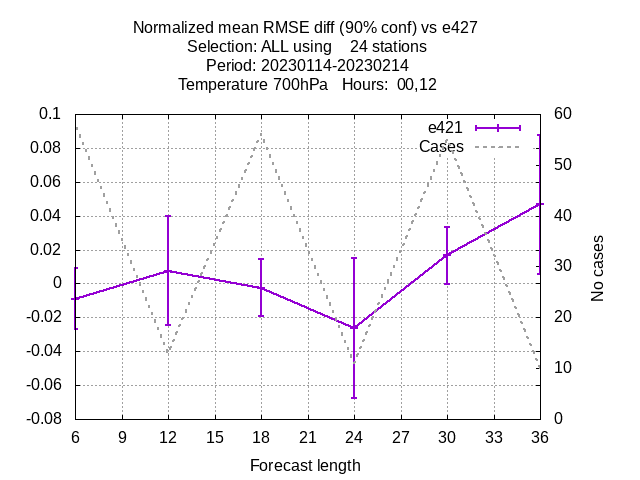 Normalized mean RMSE diff (90% conf) vs e427
Selection: ALL using    24 stations
Period: 20230114-20230214
Temperature 700hPa   Hours:  00,12
0.1
0.08
0.06
0.04
0.02
0
-0.02
-0.04
-0.06
-0.08
e421
Cases
60
50
40
30
20
10
0
No cases
6 9 12 15 18 21 24 27 30 33 36
Forecast length